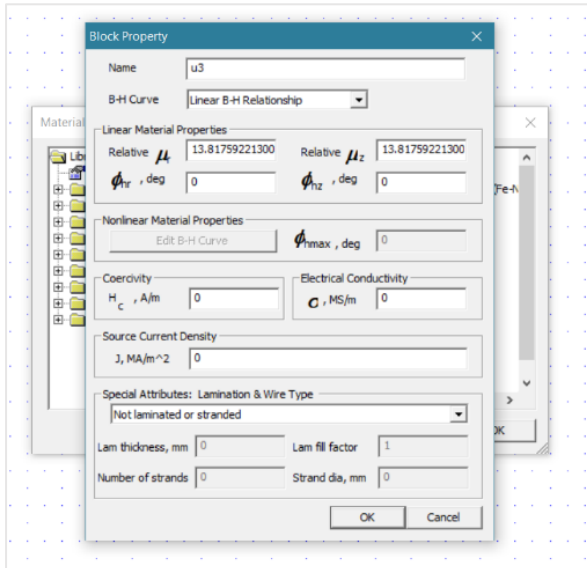 Block Property
Name u3
B-H Curve Linear B-H Relationship
Material
Libr
(Fe-N
Linear Material Properties
Relative μr 13.81759221300 Relative μz 13.81759221300
ϕhr , deg 0 ϕhz , deg 0
Nonlinear Material Properties
Edit B-H Curve ϕhmax , deg 0
Coercivity Electrical Conductivity
Hc , A/m 0 σ , MS/m 0
Source Current Density
J, MA/m^2 0
Special Attributes: Lamination & Wire Type
Not laminated or stranded
Lam thickness, mm 0 Lam fill factor 1
OK
Number of strands 0 Strand dia, mm 0
OK Cancel